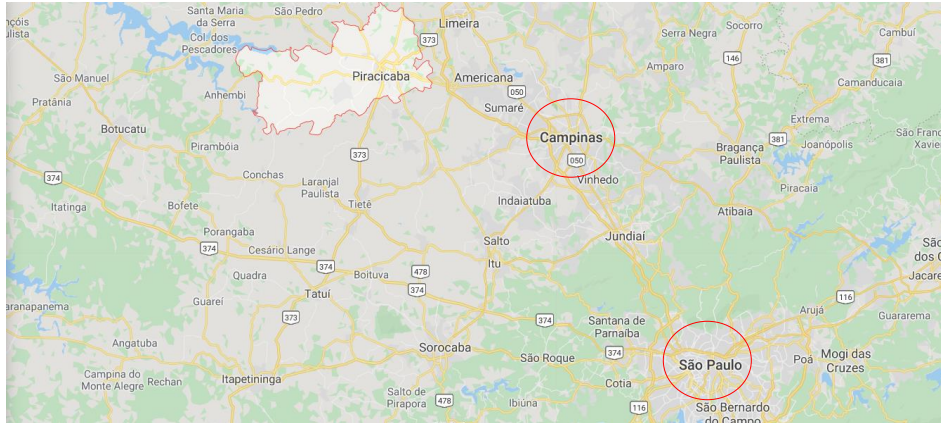 nçois
ulista
Santa Maria
da Serra
São Pedro
Limeira
Socorro
Cambuí
Col. dos
Pescadores
373
Serra Negra
146
381
São Manuel
Piracicaba
Americana
Amparo
Camanducaia
Anhembi
050
Pratânia
Sumaré
Extrema
Botucatu
Campinas
381
Joanópolis
São Franc
Xavier
Pirambóia
373
050
Bragança
Paulista
374
Conchas
Laranjal
Paulista
Vinhedo
Piracaia
Itatinga
Bofete
Tietê
Indaiatuba
Atibaia
Porangaba
Salto
Jundiaí
374
Cesário Lange
São
dos C
374
478
Itu
Quadra
Boituva
Jacare
Tatuí
374
aranapanema
Guareí
116
373
374
Santana de
Parnaíba
Arujá
Guararema
Angatuba
Sorocaba
São Roque
374
São Paulo
Poá
Mogi das
Cruzes
Campina do
Monte Alegre
Rechan
Itapetininga
Cotia
Salto de
Pirapora
478
Ibiúna
116
São Bernardo
do Campo